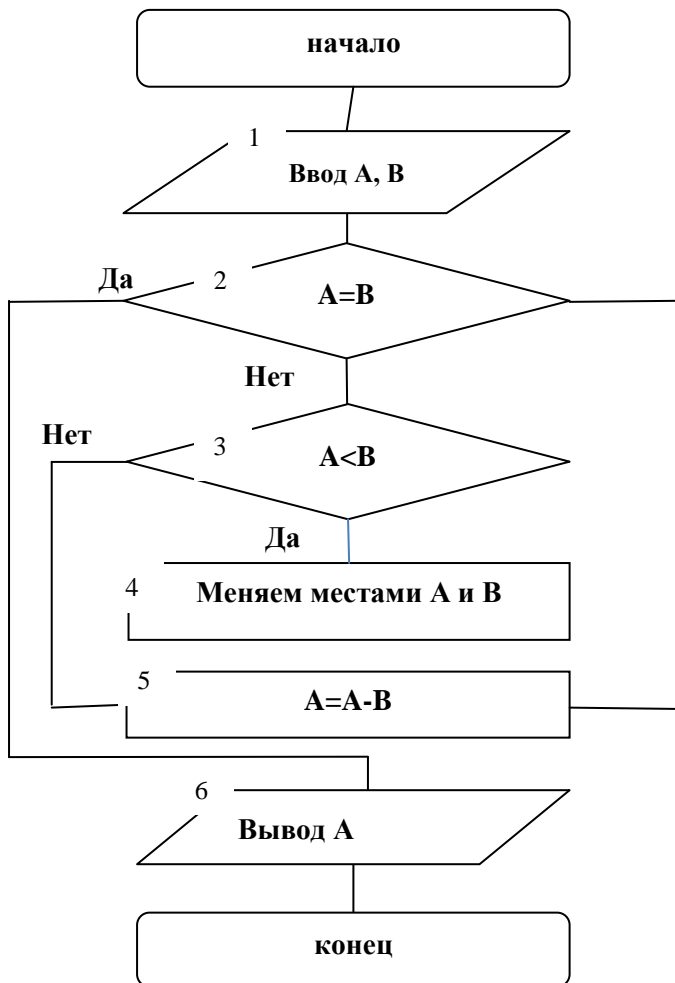 начало
1
Ввод А, В
Да
2
А=В
Нет
Нет
3
А<В
Да
4
Меняем местами А и В
5
А=А-В
6
Вывод А
конец